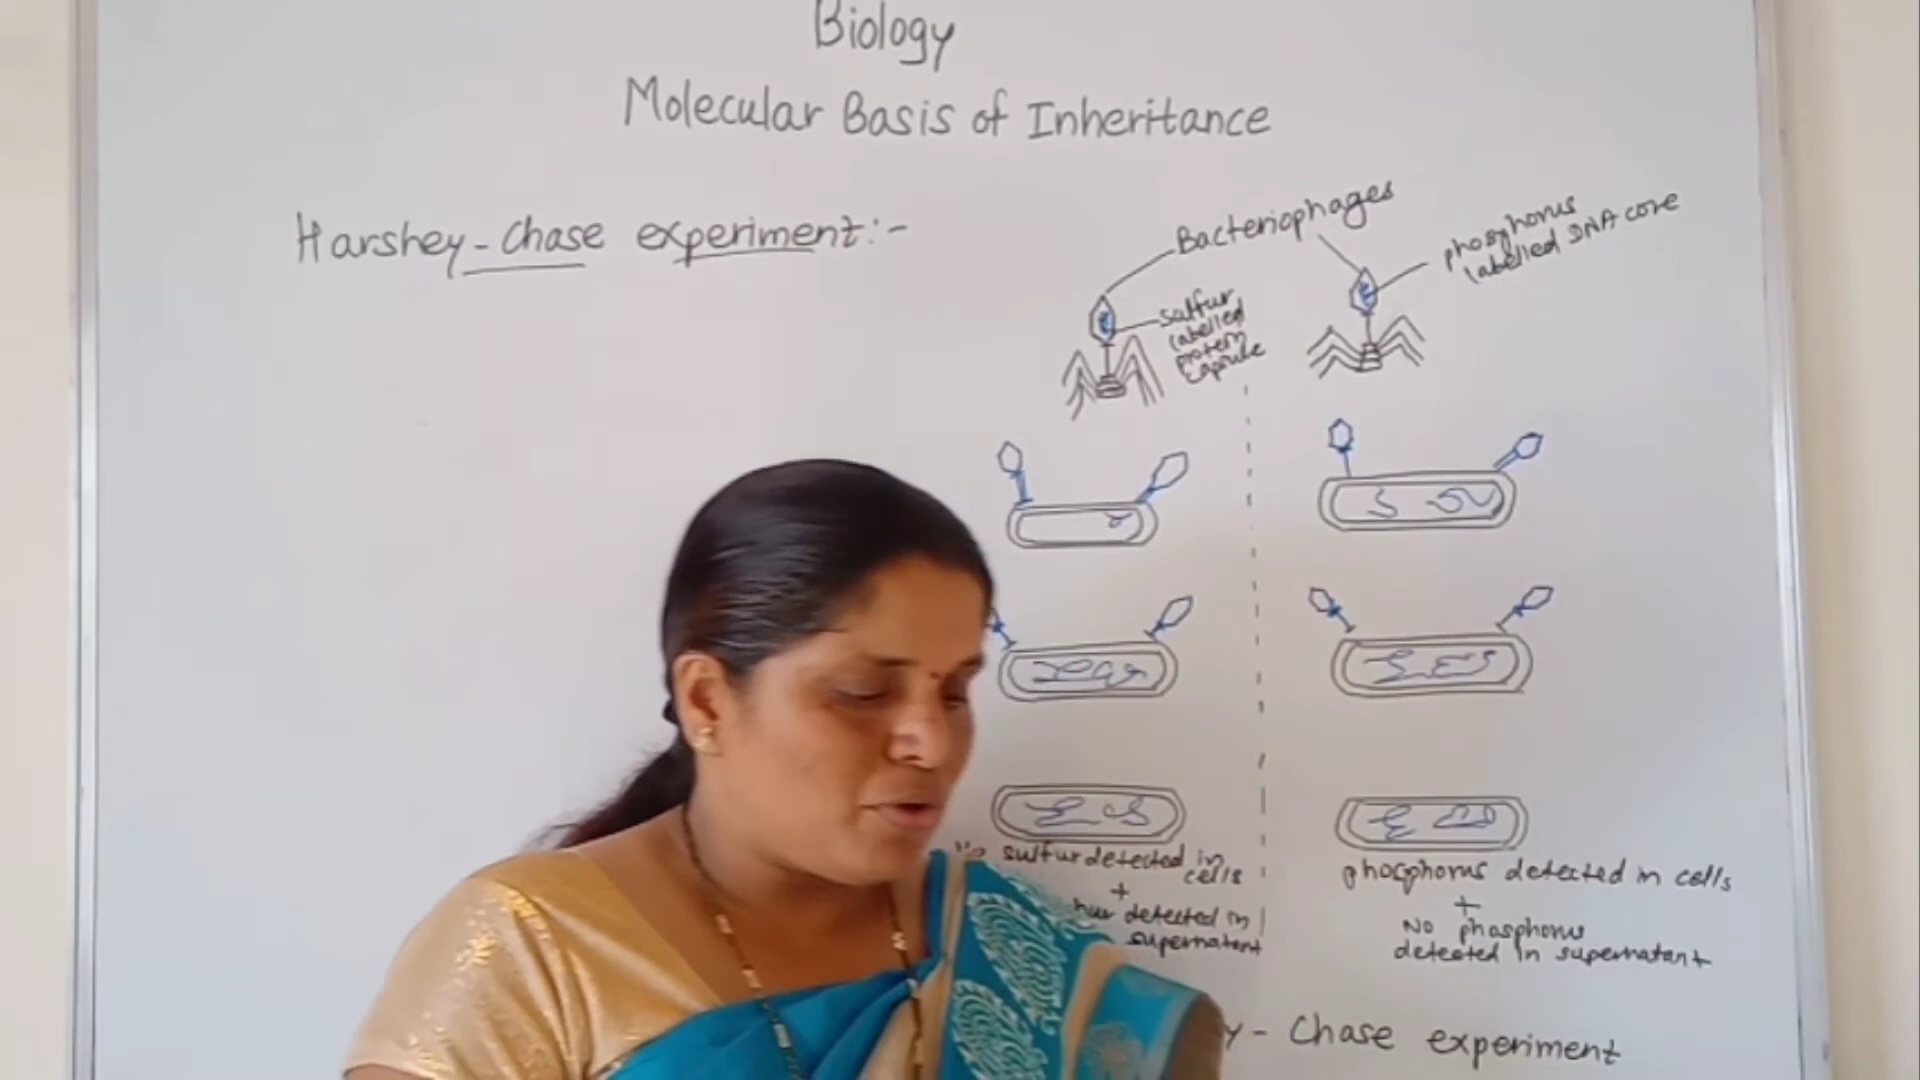 Biology
Molecular Basis of Inheritance
Harshey-Chase experiment:-
Bacteriophages
phosphorus
labelled DNA core
sulfur
labelled
protein
capsule
sulfur detected in
cells
+
detected in
supernatant
phosphorus detected in cells
+
No phosphorus
detected in supernatant
y- Chase experiment